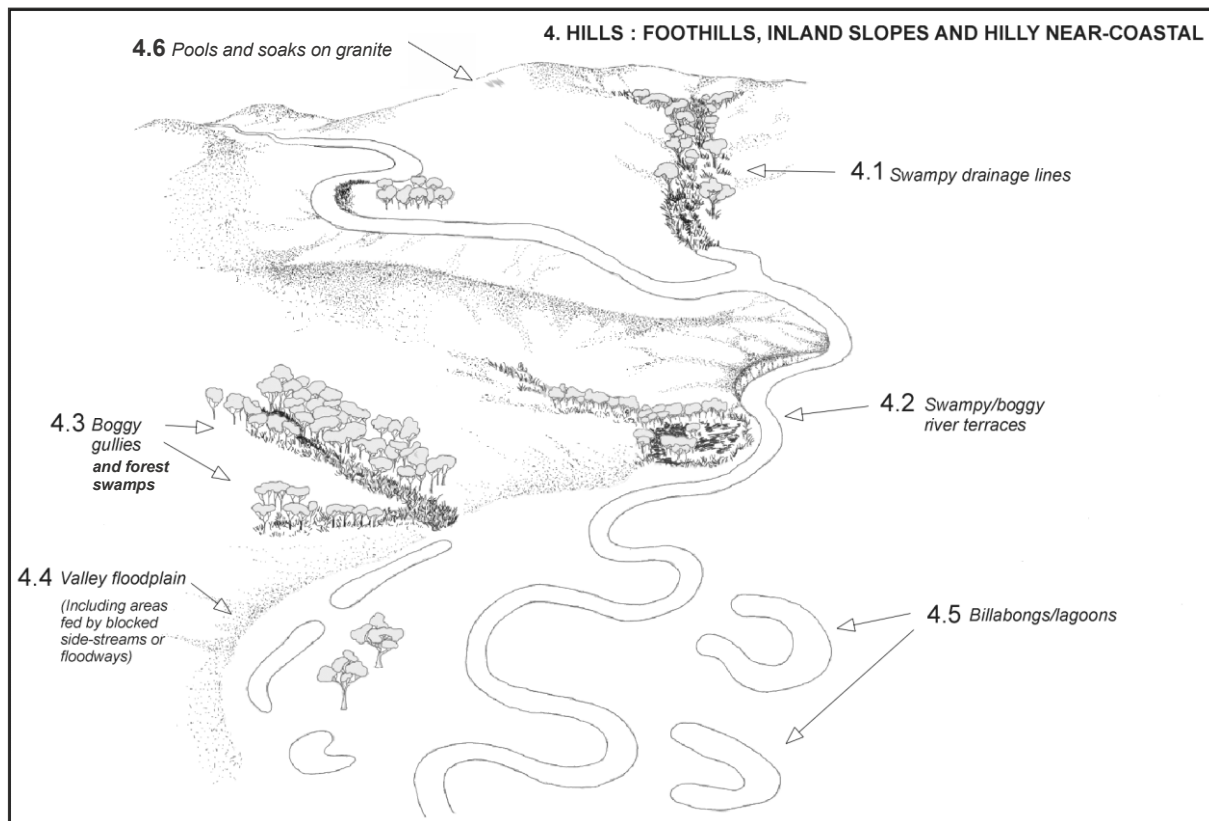 4. HILLS : FOOTHILLS, INLAND SLOPES AND HILLY NEAR-COASTAL
4.6 Pools and soaks on granite
4.1 Swampy drainage lines
4.2 Swampy/boggy
river terraces
4.3 Boggy
gullies
and forest
swamps
4.4 Valley floodplain
(Including areas
fed by blocked
side-streams or
floodways)
4.5 Billabongs/lagoons